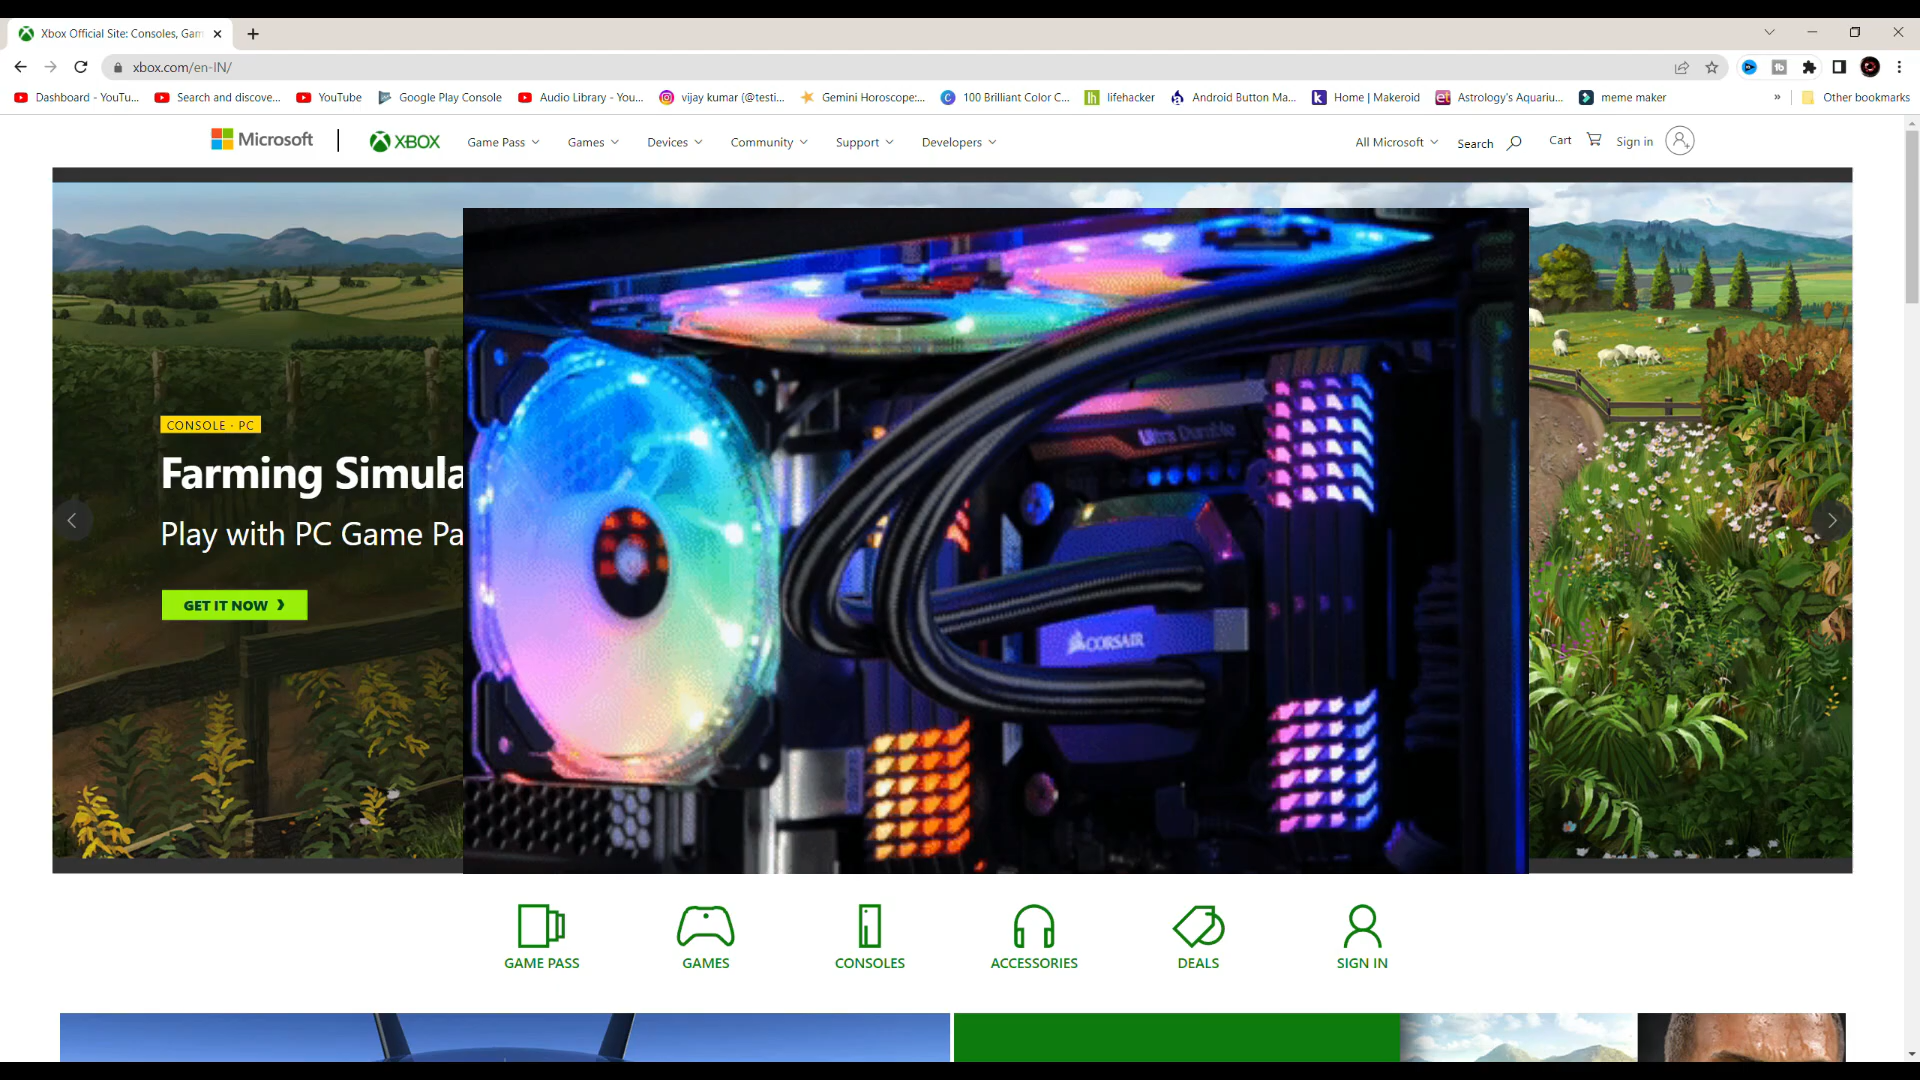 Xbox Official Site: Consoles, Gam
xbox.com/en-IN/
Dashboard - YouTu...
Search and discove...
YouTube
Google Play Console
Audio Library - You...
vijay kumar (@testi...
Gemini Horoscope:...
100 Brilliant Color C...
lifehacker
Android Button Ma...
Home | Makeroid
Astrology's Aquariu...
meme maker
»
Other bookmarks
Microsoft
XBOX
Game Pass
Games
Devices
Community
Support
Developers
All Microsoft
Search
Cart
Sign in
CONSOLE · PC
Farming Simula
Play with PC Game Pa
GET IT NOW
Ultra Durable
CORSAIR
GAME PASS
GAMES
CONSOLES
ACCESSORIES
DEALS
SIGN IN